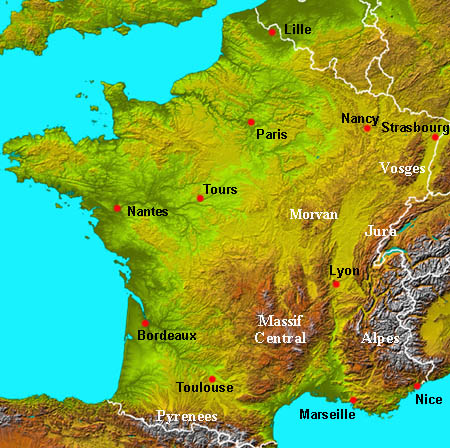 Lille
Nancy
Strasbourg
Paris
Vosges
Tours
Nantes
Morvan
Jura
Lyon
Massif
Central
Bordeaux
Alpes
Toulouse
Nice
Marseille
Pyrenees